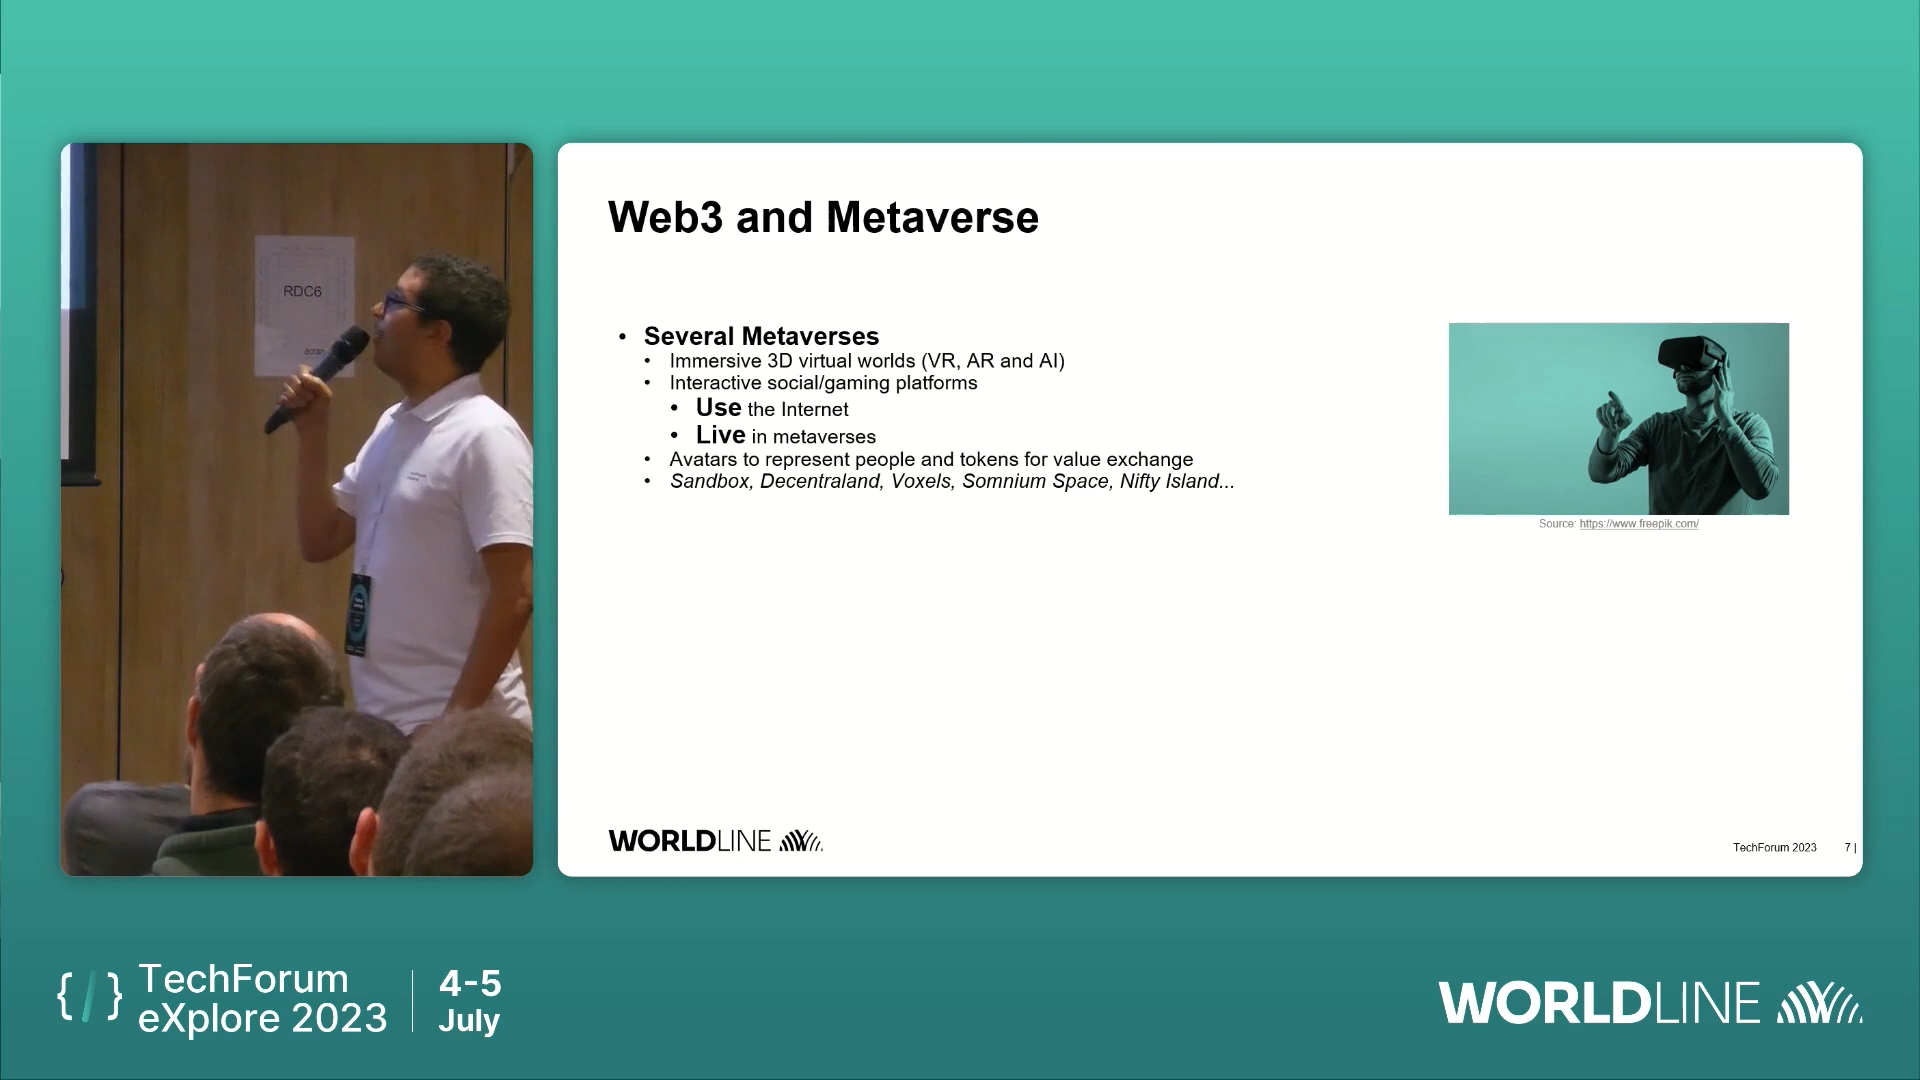 RDC6
écran
Web3 and Metaverse
• Several Metaverses
• Immersive 3D virtual worlds (VR, AR and AI)
• Interactive social/gaming platforms
• Use the Internet
• Live in metaverses
• Avatars to represent people and tokens for value exchange
• Sandbox, Decentraland, Voxels, Somnium Space, Nifty Island...
Source: https://www.freepik.com/
WORLDLINE
TechForum 2023 7 |
{/} TechForum
eXplore 2023
4-5
July
WORLDLINE